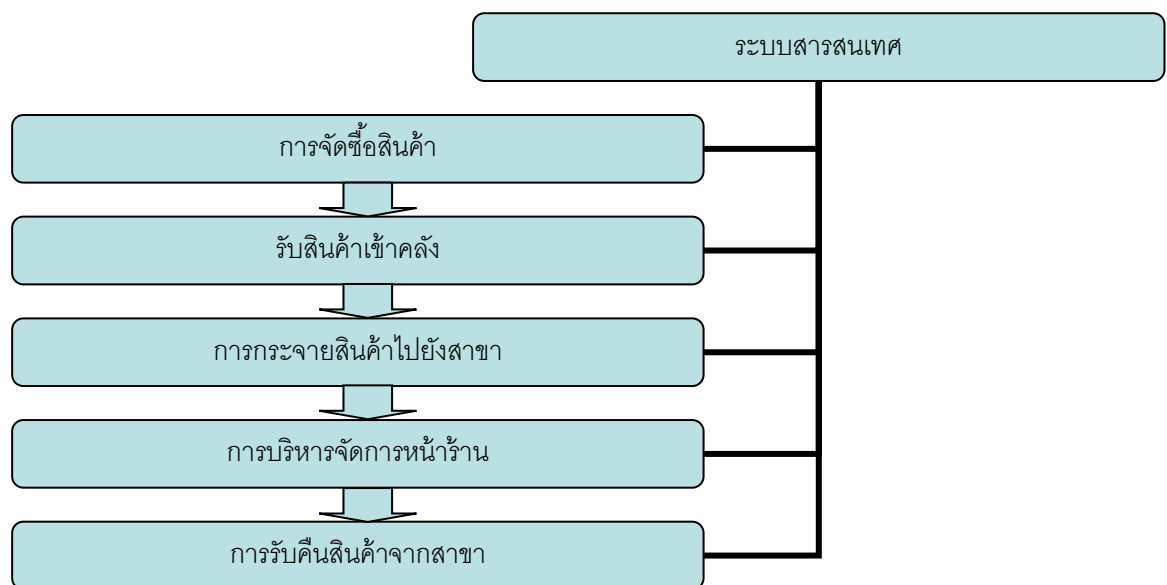 ระบบสารสนเทศ
การจัดซื้อสินค้า
รับสินค้าเข้าคลัง
การกระจายสินค้าไปยังสาขา
การบริหารจัดการหน้าร้าน
การรับคืนสินค้าจากสาขา